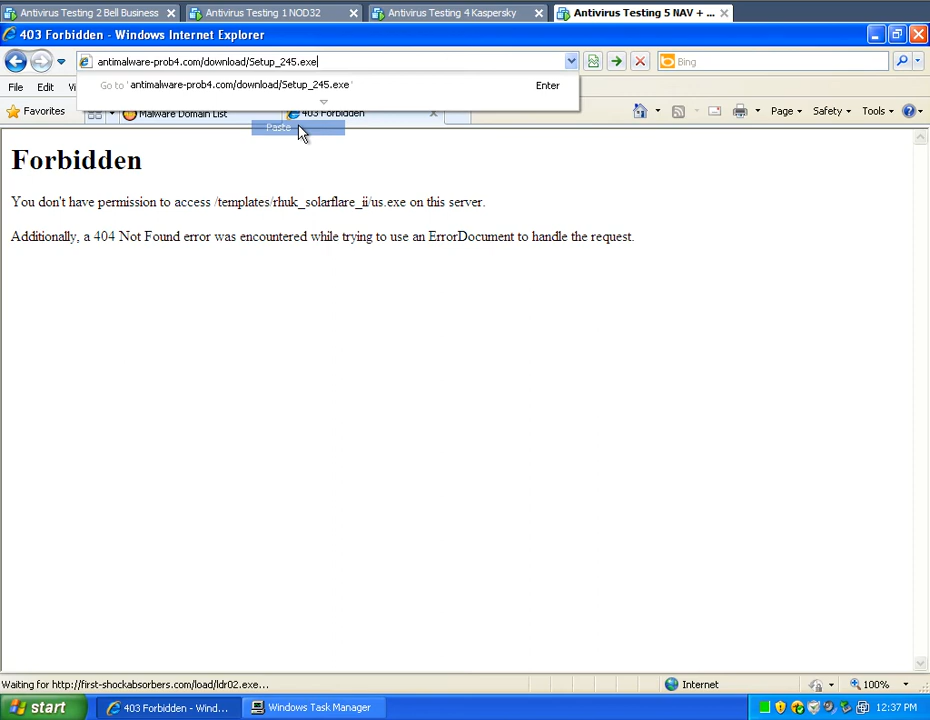 Antivirus Testing 2 Bell Business
Antivirus Testing 1 NOD32
Antivirus Testing 4 Kaspersky
Antivirus Testing 5 NAV + ...
403 Forbidden - Windows Internet Explorer
antimalware-prob4.com/download/Setup_245.exe
Bing
Go to ' antimalware-prob4.com/download/Setup_245.exe '
Enter
File Edit
Favorites
Malware Domain List
403 Forbidden
Page
Safety
Tools
Paste
Forbidden
You don't have permission to access /templates/rhuk_solarflare_ii/us.exe on this server.
Additionally, a 404 Not Found error was encountered while trying to use an ErrorDocument to handle the request.
Waiting for http://first-shockabsorbers.com/load/ldr02.exe...
Internet
100%
start
403 Forbidden - Wind...
Windows Task Manager
12:37 PM